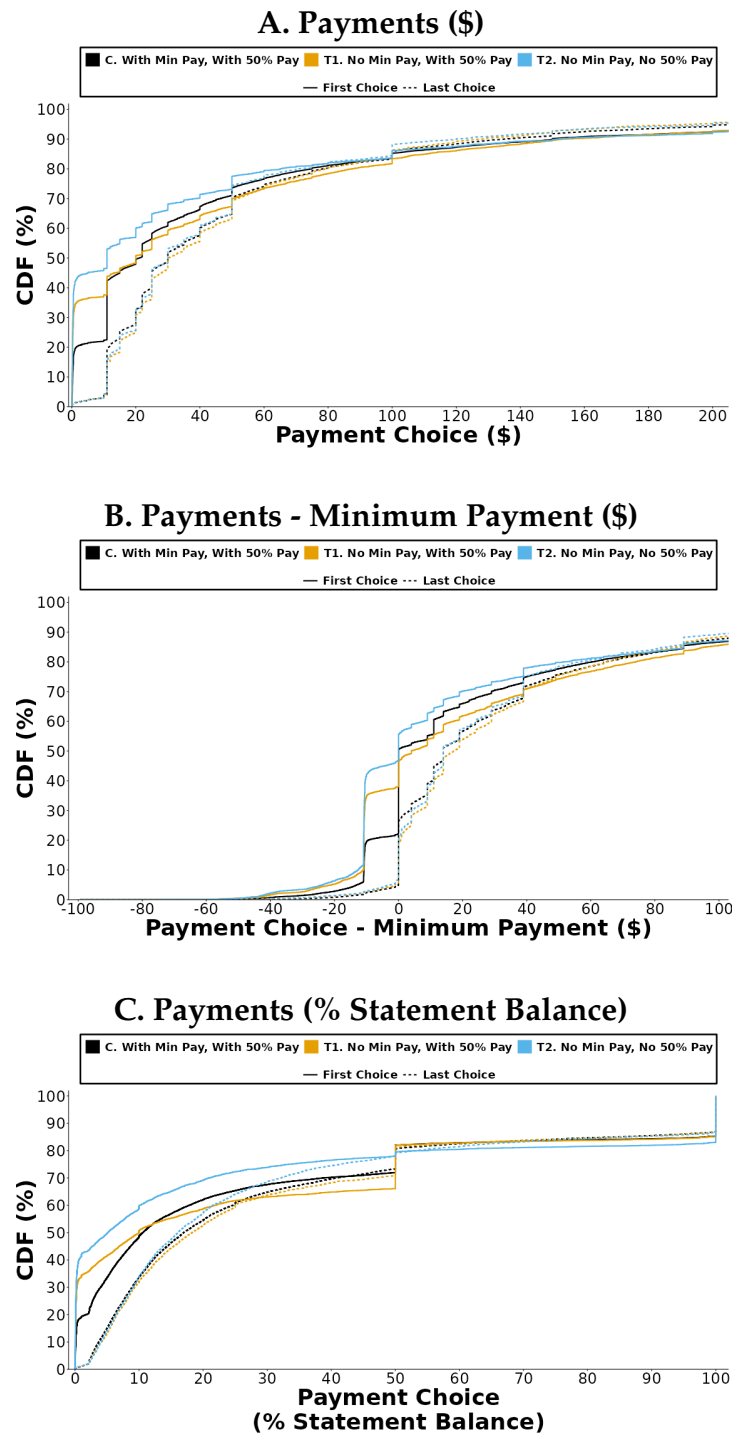 A. Payments ($)
C. With Min Pay, With 50% Pay T1. No Min Pay, With 50% Pay T2. No Min Pay, No 50% Pay
First Choice Last Choice
100
90
80
70
60
50
40
30
20
10
0
CDF (%)
0 20 40 60 80 100 120 140 160 180 200
Payment Choice ($)
B. Payments - Minimum Payment ($)
C. With Min Pay, With 50% Pay T1. No Min Pay, With 50% Pay T2. No Min Pay, No 50% Pay
First Choice Last Choice
100
90
80
70
60
50
40
30
20
10
0
CDF (%)
-100 -80 -60 -40 -20 0 20 40 60 80 100
Payment Choice - Minimum Payment ($)
C. Payments (% Statement Balance)
C. With Min Pay, With 50% Pay T1. No Min Pay, With 50% Pay T2. No Min Pay, No 50% Pay
First Choice Last Choice
100
90
80
70
60
50
40
30
20
10
0
CDF (%)
0 10 20 30 40 50 60 70 80 90 100
Payment Choice
(% Statement Balance)